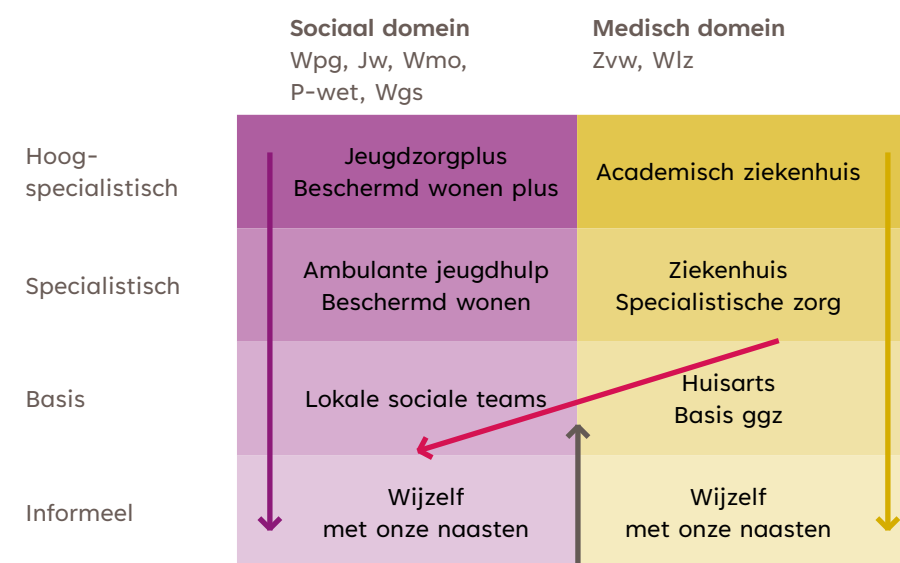 Sociaal domein
Wpg, Jw, Wmo,
P-wet, Wgs
Medisch domein
Zvw, Wlz
Hoog-
specialistisch
Jeugdzorgplus
Beschermd wonen plus
Academisch ziekenhuis
Specialistisch
Ambulante jeugdhulp
Beschermd wonen
Ziekenhuis
Specialistische zorg
Basis
Lokale sociale teams
Huisarts
Basis ggz
Informeel
Wijzelf
met onze naasten
Wijzelf
met onze naasten